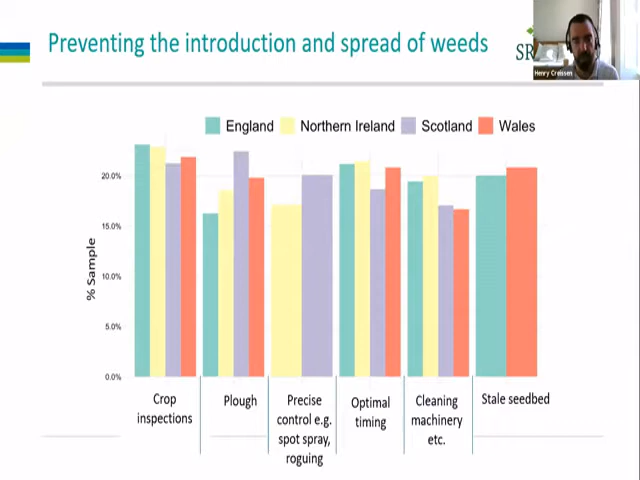 Preventing the introduction and spread of weeds
SR
Henry Creissen
England Northern Ireland Scotland Wales
% Sample
20.0%
15.0%
10.0%
5.0%
0.0%
Crop
inspections
Plough
Precise
control e.g.
spot spray,
roguing
Optimal
timing
Cleaning
machinery
etc.
Stale seedbed